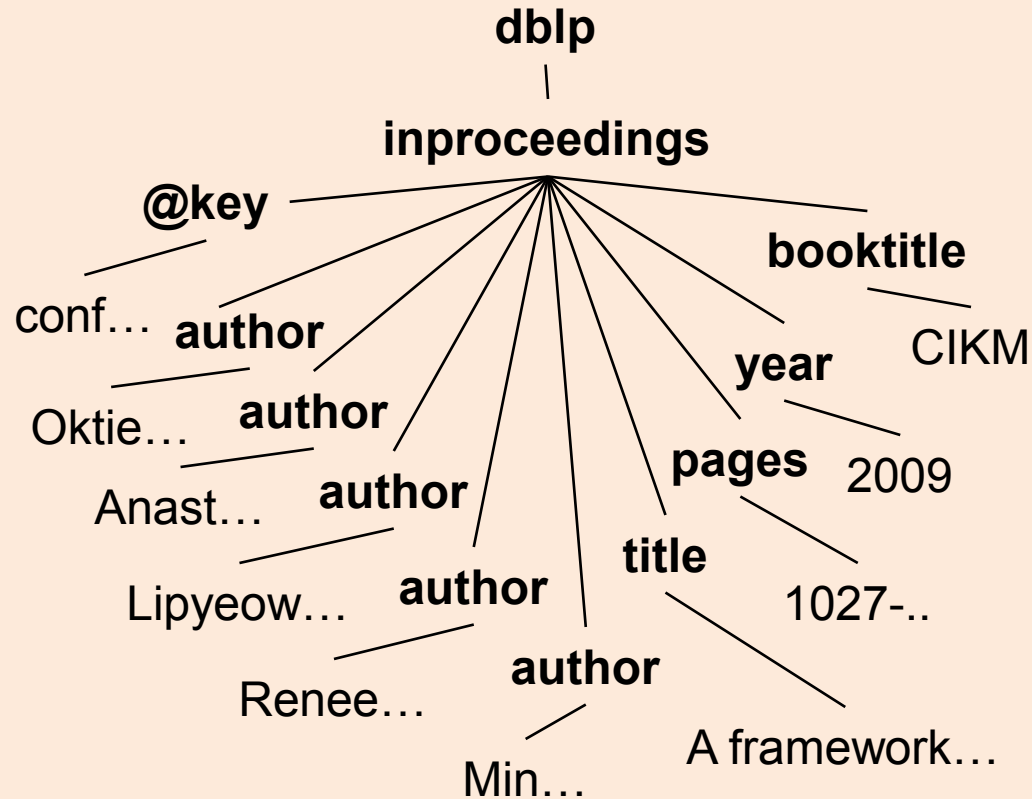 dblp
inproceedings
@key
booktitle
conf…
author
CIKM
year
Oktie…
author
pages
2009
Anast…
author
title
Lipyeow…
author
1027-..
Renee…
author
A framework…
Min…